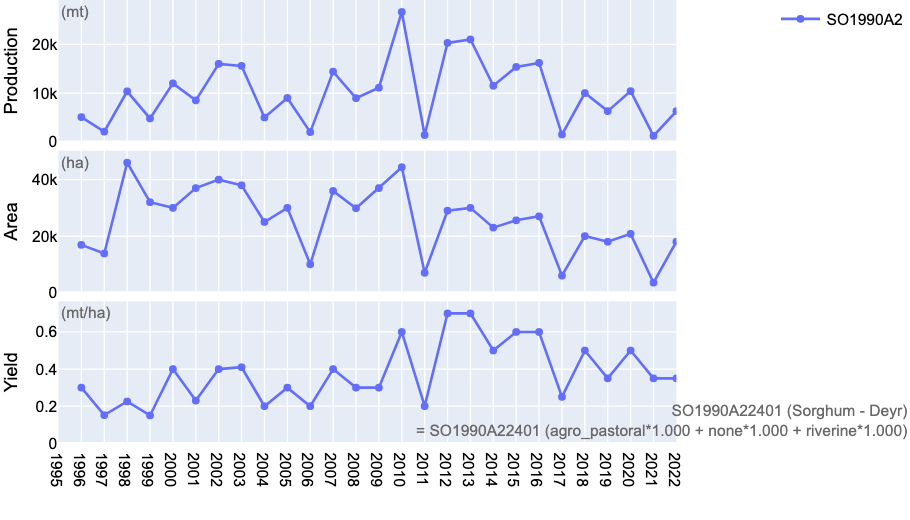 (mt)
SO1990A2
Production
20k
10k
0
(ha)
Area
40k
20k
0
(mt/ha)
Yield
0.6
0.4
0.2
0
SO1990A22401 (Sorghum - Deyr)
= SO1990A22401 (agro_pastoral*1.000 + none*1.000 + riverine*1.000)
1995 1996 1997 1998 1999 2000 2001 2002 2003 2004 2005 2006 2007 2008 2009 2010 2011 2012 2013 2014 2015 2016 2017 2018 2019 2020 2021 2022